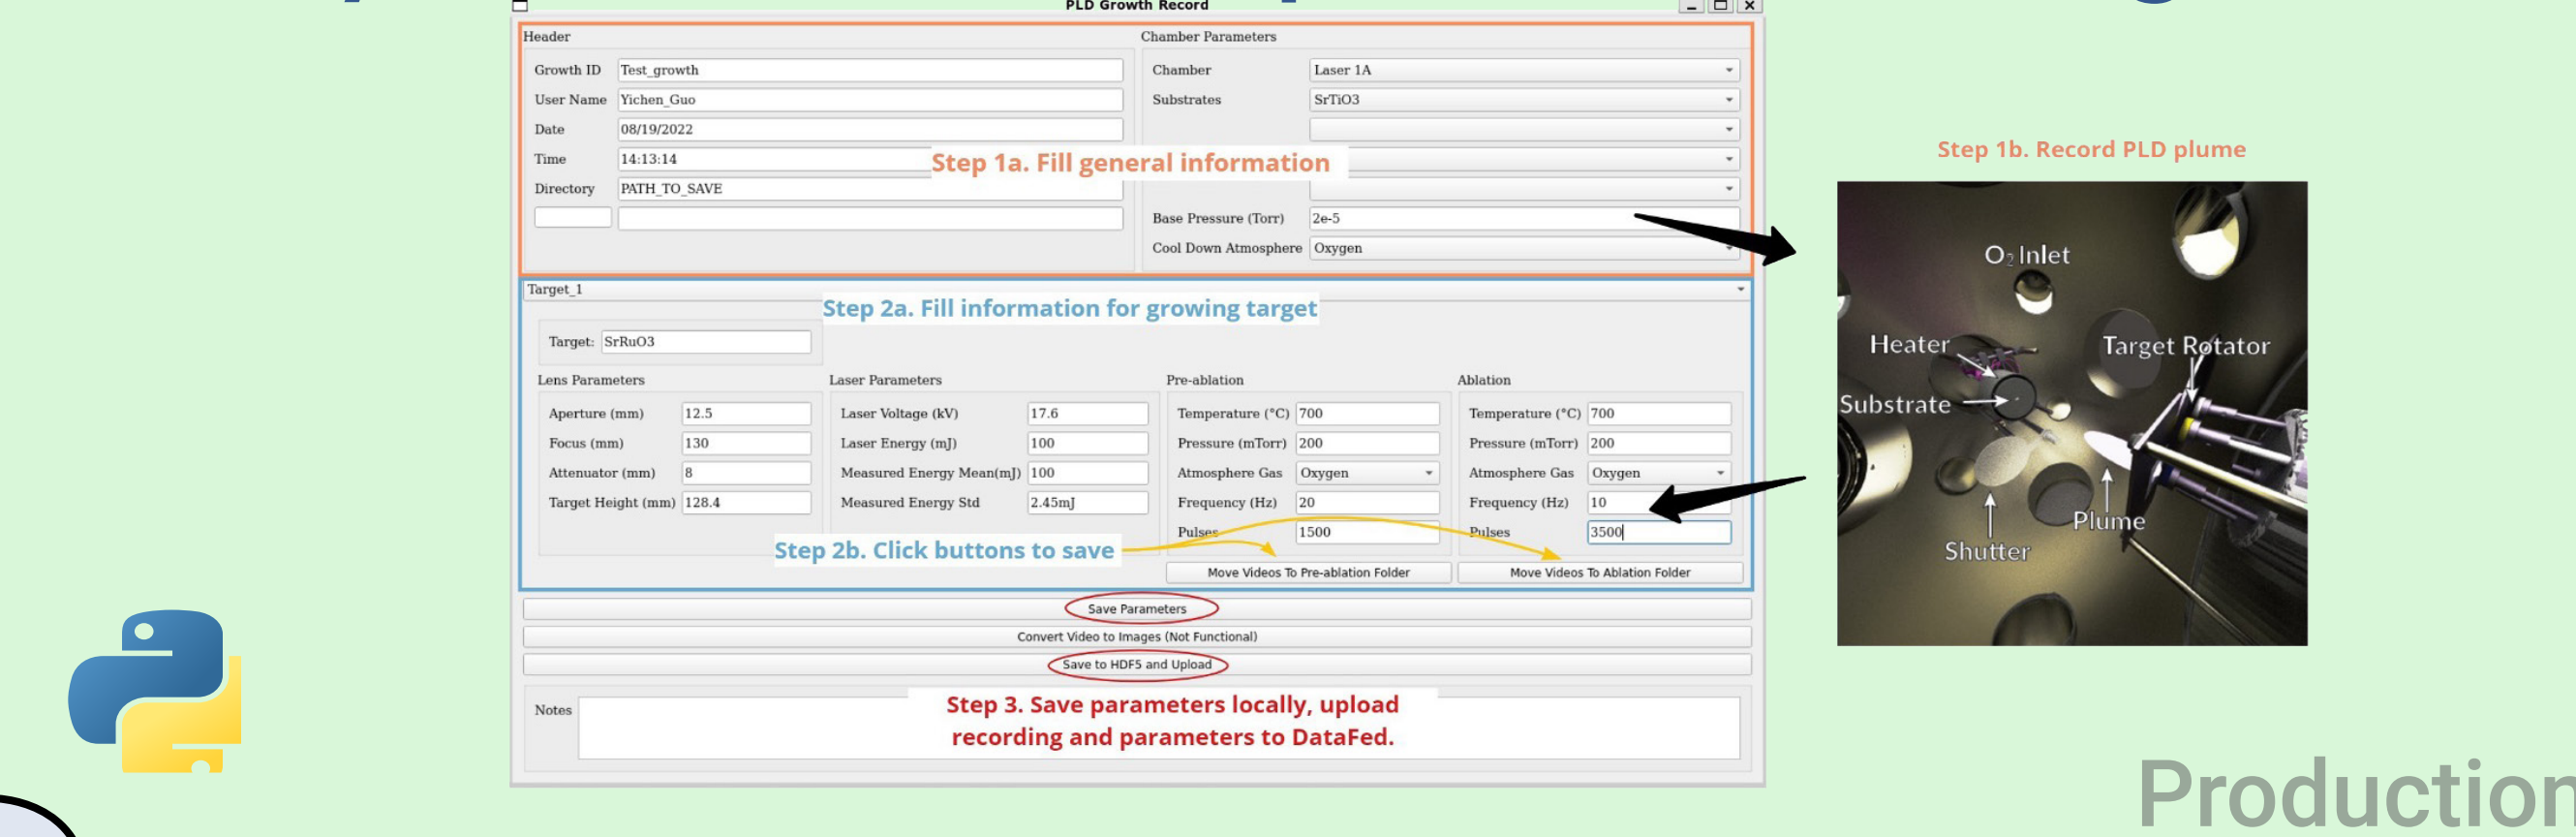 PLD Growth Record
Header
Growth ID Test_growth
User Name Yichen_Guo
Date 08/19/2022
Time 14:13:14
Directory PATH_TO_SAVE
Chamber Parameters
Chamber Laser 1A
Substrates SrTiO3
Base Pressure (Torr) 2e-5
Cool Down Atmosphere Oxygen
Step 1a. Fill general information
Step 1b. Record PLD plume
O₂ Inlet
Heater
Target Rotator
Substrate
Plume
Shutter
Target_1
Step 2a. Fill information for growing target
Target: SrRuO3
Lens Parameters
Aperture (mm) 12.5
Focus (mm) 130
Attenuator (mm) 8
Target Height (mm) 128.4
Laser Parameters
Laser Voltage (kV) 17.6
Laser Energy (mJ) 100
Measured Energy Mean(mJ) 100
Measured Energy Std 2.45mJ
Pre-ablation
Temperature (°C) 700
Pressure (mTorr) 200
Atmosphere Gas Oxygen
Frequency (Hz) 20
Pulses 1500
Ablation
Temperature (°C) 700
Pressure (mTorr) 200
Atmosphere Gas Oxygen
Frequency (Hz) 10
Pulses 3500
Step 2b. Click buttons to save
Move Videos To Pre-ablation Folder
Move Videos To Ablation Folder
Save Parameters
Convert Video to Images (Not Functional)
Save to HDF5 and Upload
Notes
Step 3. Save parameters locally, upload
recording and parameters to DataFed.
Production